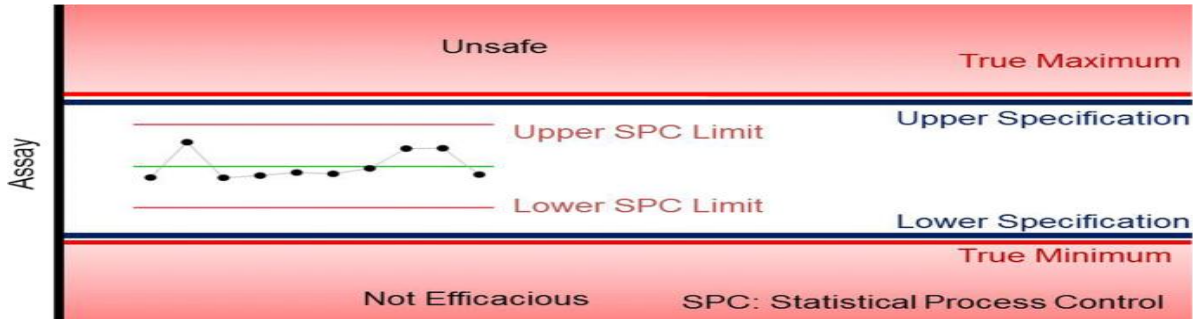 Unsafe
True Maximum
Upper Specification
Upper SPC Limit
Assay
Lower SPC Limit
Lower Specification
True Minimum
Not Efficacious
SPC: Statistical Process Control